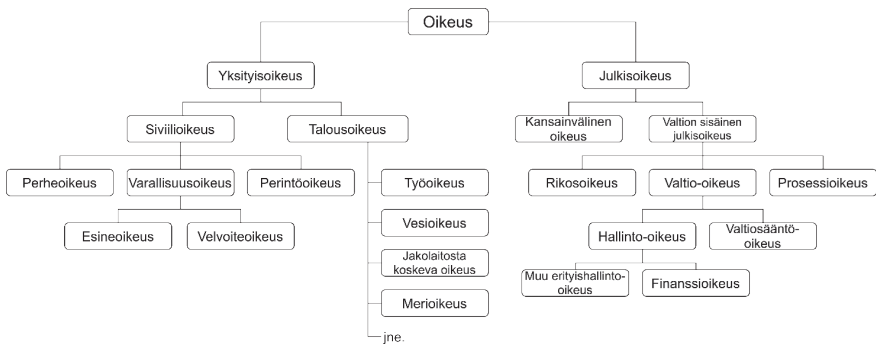 Oikeus
Yksityisoikeus
Julkisoikeus
Siviilioikeus
Talousoikeus
Kansainvälinen
oikeus
Valtion sisäinen
julkisoikeus
Perheoikeus
Varallisuusoikeus
Perintöoikeus
Työoikeus
Rikosoikeus
Valtio-oikeus
Prosessioikeus
Esineoikeus
Velvoiteoikeus
Vesioikeus
Hallinto-oikeus
Valtiosääntö-
oikeus
Jakolaitosta
koskeva oikeus
Muu erityishallinto-
oikeus
Finanssioikeus
Merioikeus
jne.